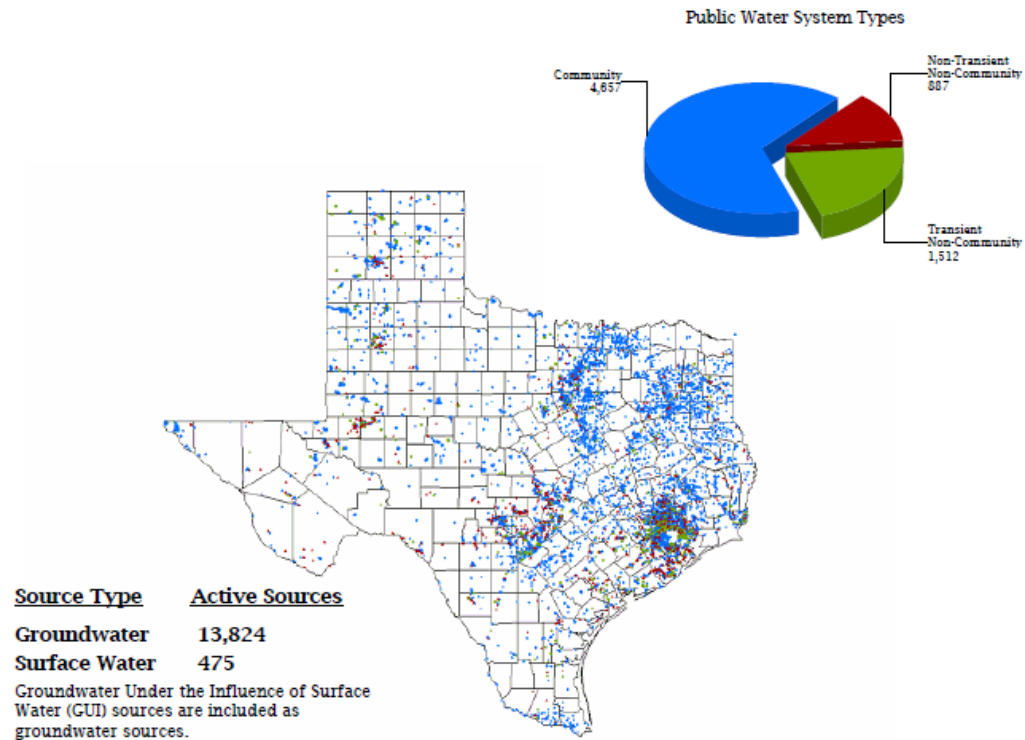 Public Water System Types
Community
4,657
Non-Transient
Non-Community
887
Transient
Non-Community
1,512
Source Type Active Sources
Groundwater 13,824
Surface Water 475
Groundwater Under the Influence of Surface
Water (GUI) sources are included as
groundwater sources.